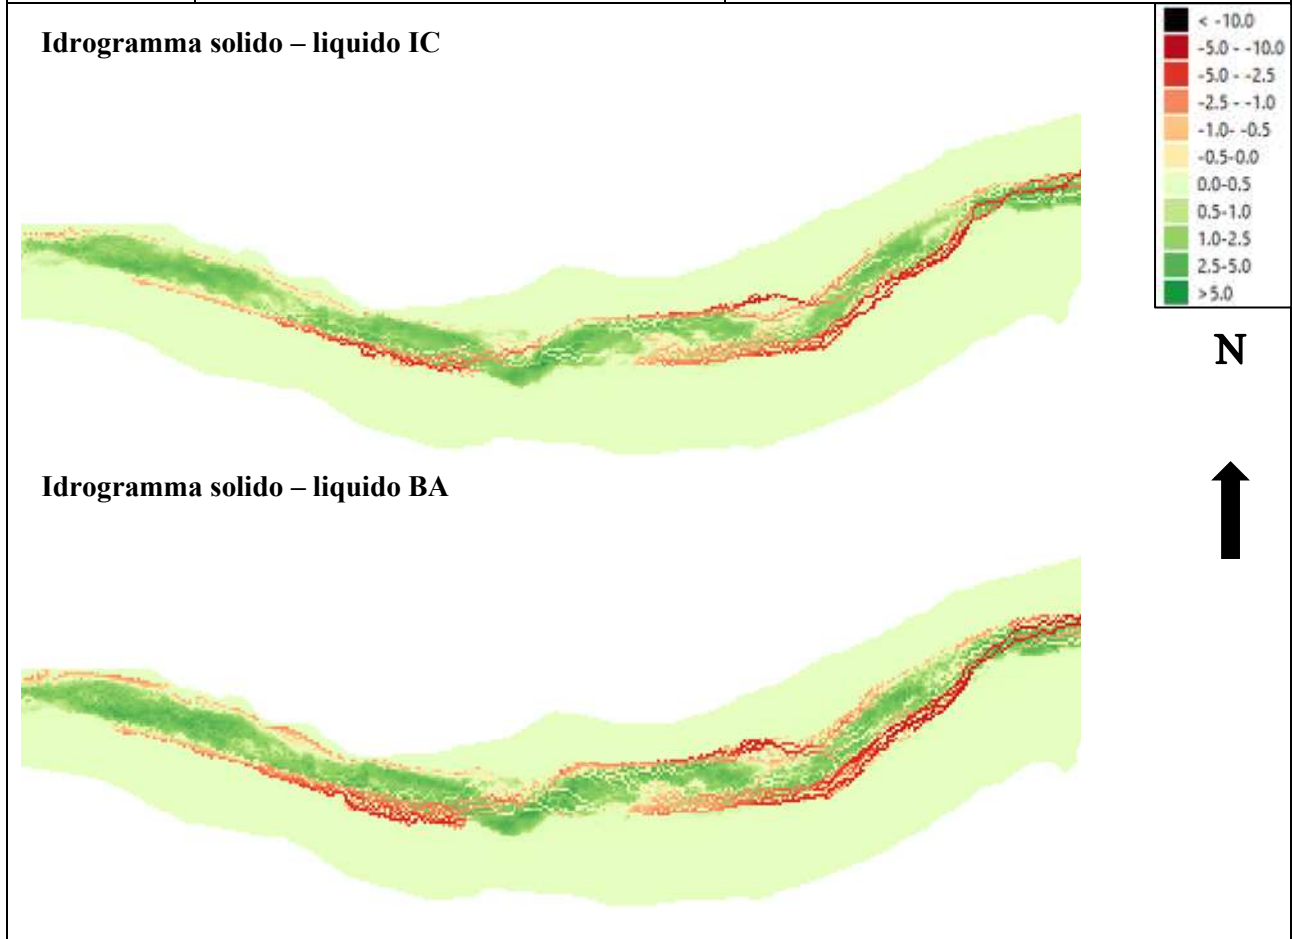 Idrogramma solido – liquido IC
< -10.0
-5.0 - -10.0
-5.0 - -2.5
-2.5 - -1.0
-1.0- -0.5
-0.5-0.0
0.0-0.5
0.5-1.0
1.0-2.5
2.5-5.0
>5.0
N
Idrogramma solido – liquido BA